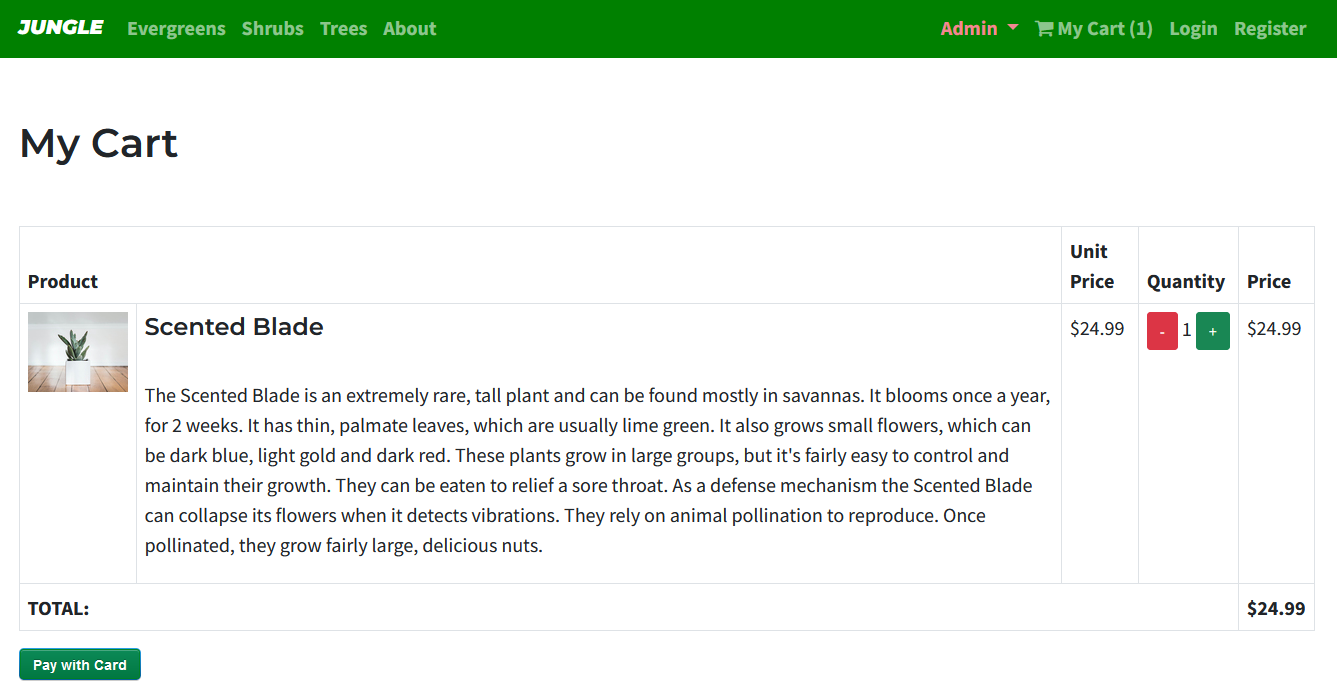 JUNGLE Evergreens Shrubs Trees About Admin My Cart (1) Login Register
My Cart
Product Unit Price Quantity Price
Scented Blade $24.99 - 1 + $24.99
The Scented Blade is an extremely rare, tall plant and can be found mostly in savannas. It blooms once a year,
for 2 weeks. It has thin, palmate leaves, which are usually lime green. It also grows small flowers, which can
be dark blue, light gold and dark red. These plants grow in large groups, but it's fairly easy to control and
maintain their growth. They can be eaten to relief a sore throat. As a defense mechanism the Scented Blade
can collapse its flowers when it detects vibrations. They rely on animal pollination to reproduce. Once
pollinated, they grow fairly large, delicious nuts.
TOTAL: $24.99
Pay with Card